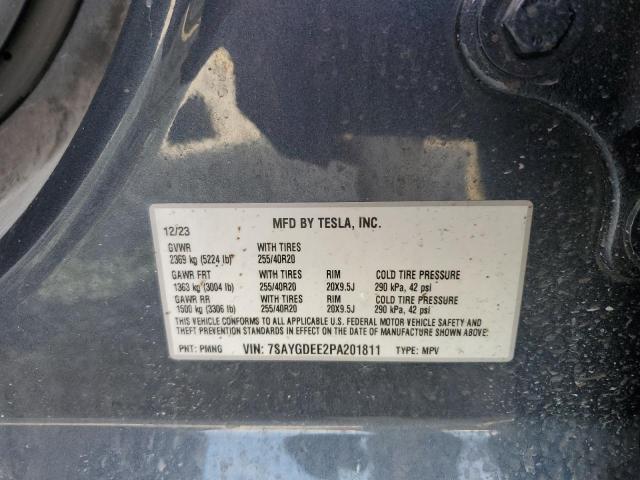 MFD BY TESLA, INC.
12/23
GVWR WITH TIRES
2369 kg (5224 lb) 255/40R20
GAWR FRT WITH TIRES RIM COLD TIRE PRESSURE
1363 kg (3004 lb) 255/40R20 20X9.5J 290 kPa, 42 psi
GAWR RR WITH TIRES RIM COLD TIRE PRESSURE
1500 kg (3306 lb) 255/40R20 20X9.5J 290 kPa, 42 psi
THIS VEHICLE CONFORMS TO ALL APPLICABLE U.S. FEDERAL MOTOR VEHICLE SAFETY AND
THEFT PREVENTION STANDARDS IN EFFECT ON THE DATE OF MANUFACTURE SHOWN ABOVE.
PNT: PMNG VIN: 7SAYGDEE2PA201811 TYPE: MPV